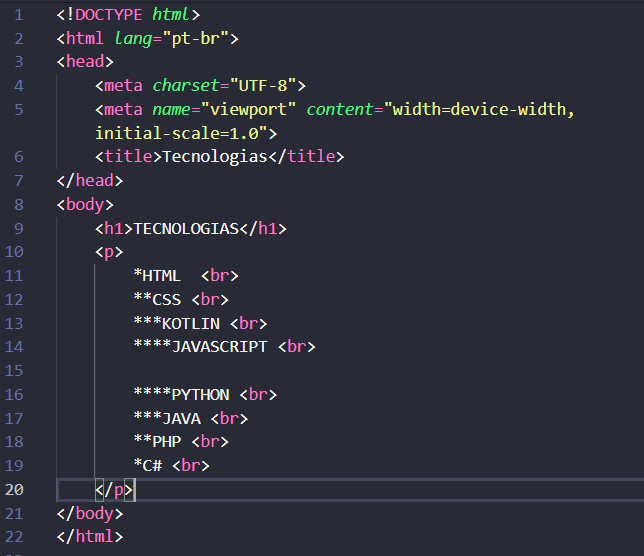 1 <!DOCTYPE html>
2 <html lang="pt-br">
3 <head>
4     <meta charset="UTF-8">
5     <meta name="viewport" content="width=device-width,
    initial-scale=1.0">
6     <title>Tecnologias</title>
7 </head>
8 <body>
9     <h1>TECNOLOGIAS</h1>
10     <p>
11         *HTML  <br>
12         **CSS <br>
13         ***KOTLIN <br>
14         ****JAVASCRIPT <br>
15
16         ****PYTHON <br>
17         ***JAVA <br>
18         **PHP <br>
19         *C# <br>
20     </p>
21 </body>
22 </html>